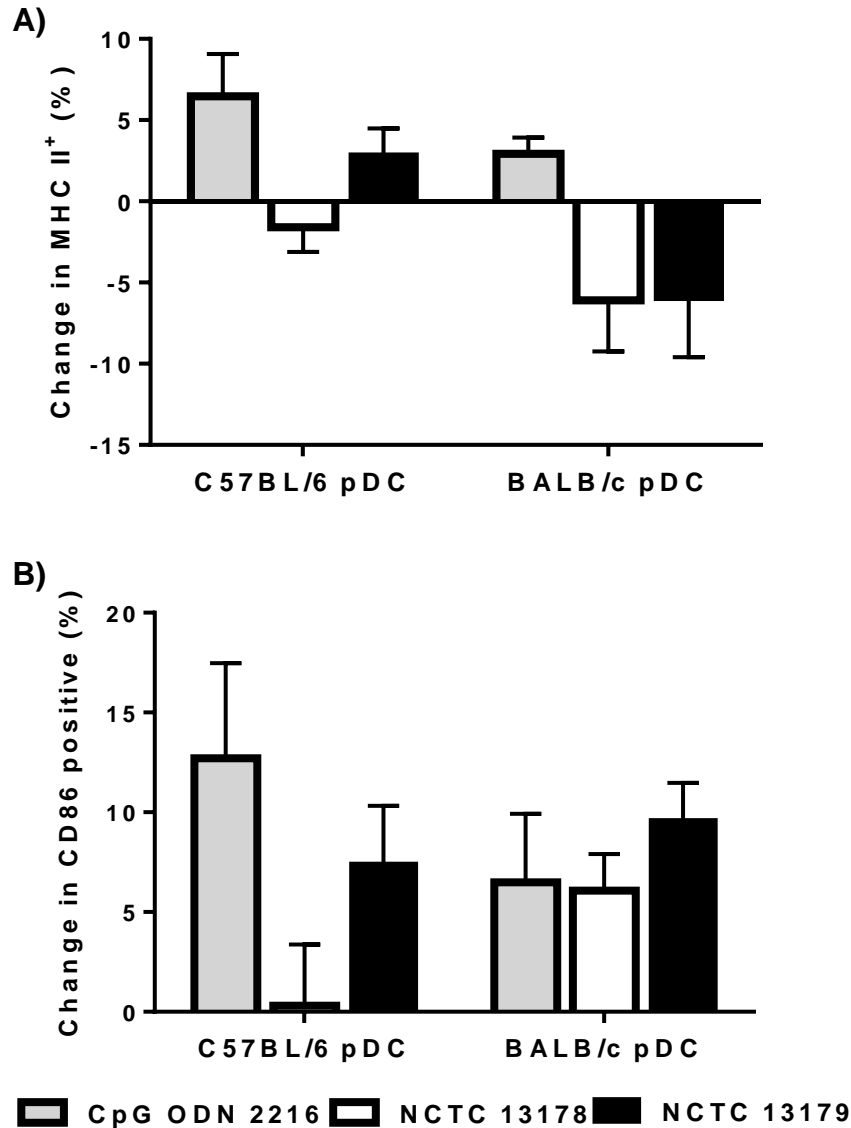 A)
Change in MHC II+ (%)
10
5
0
-5
-10
-15
C57BL/6 pDC BALB/c pDC
B)
Change in CD86 positive (%)
20
15
10
5
0
C57BL/6 pDC BALB/c pDC
CpG ODN 2216 NCTC 13178 NCTC 13179